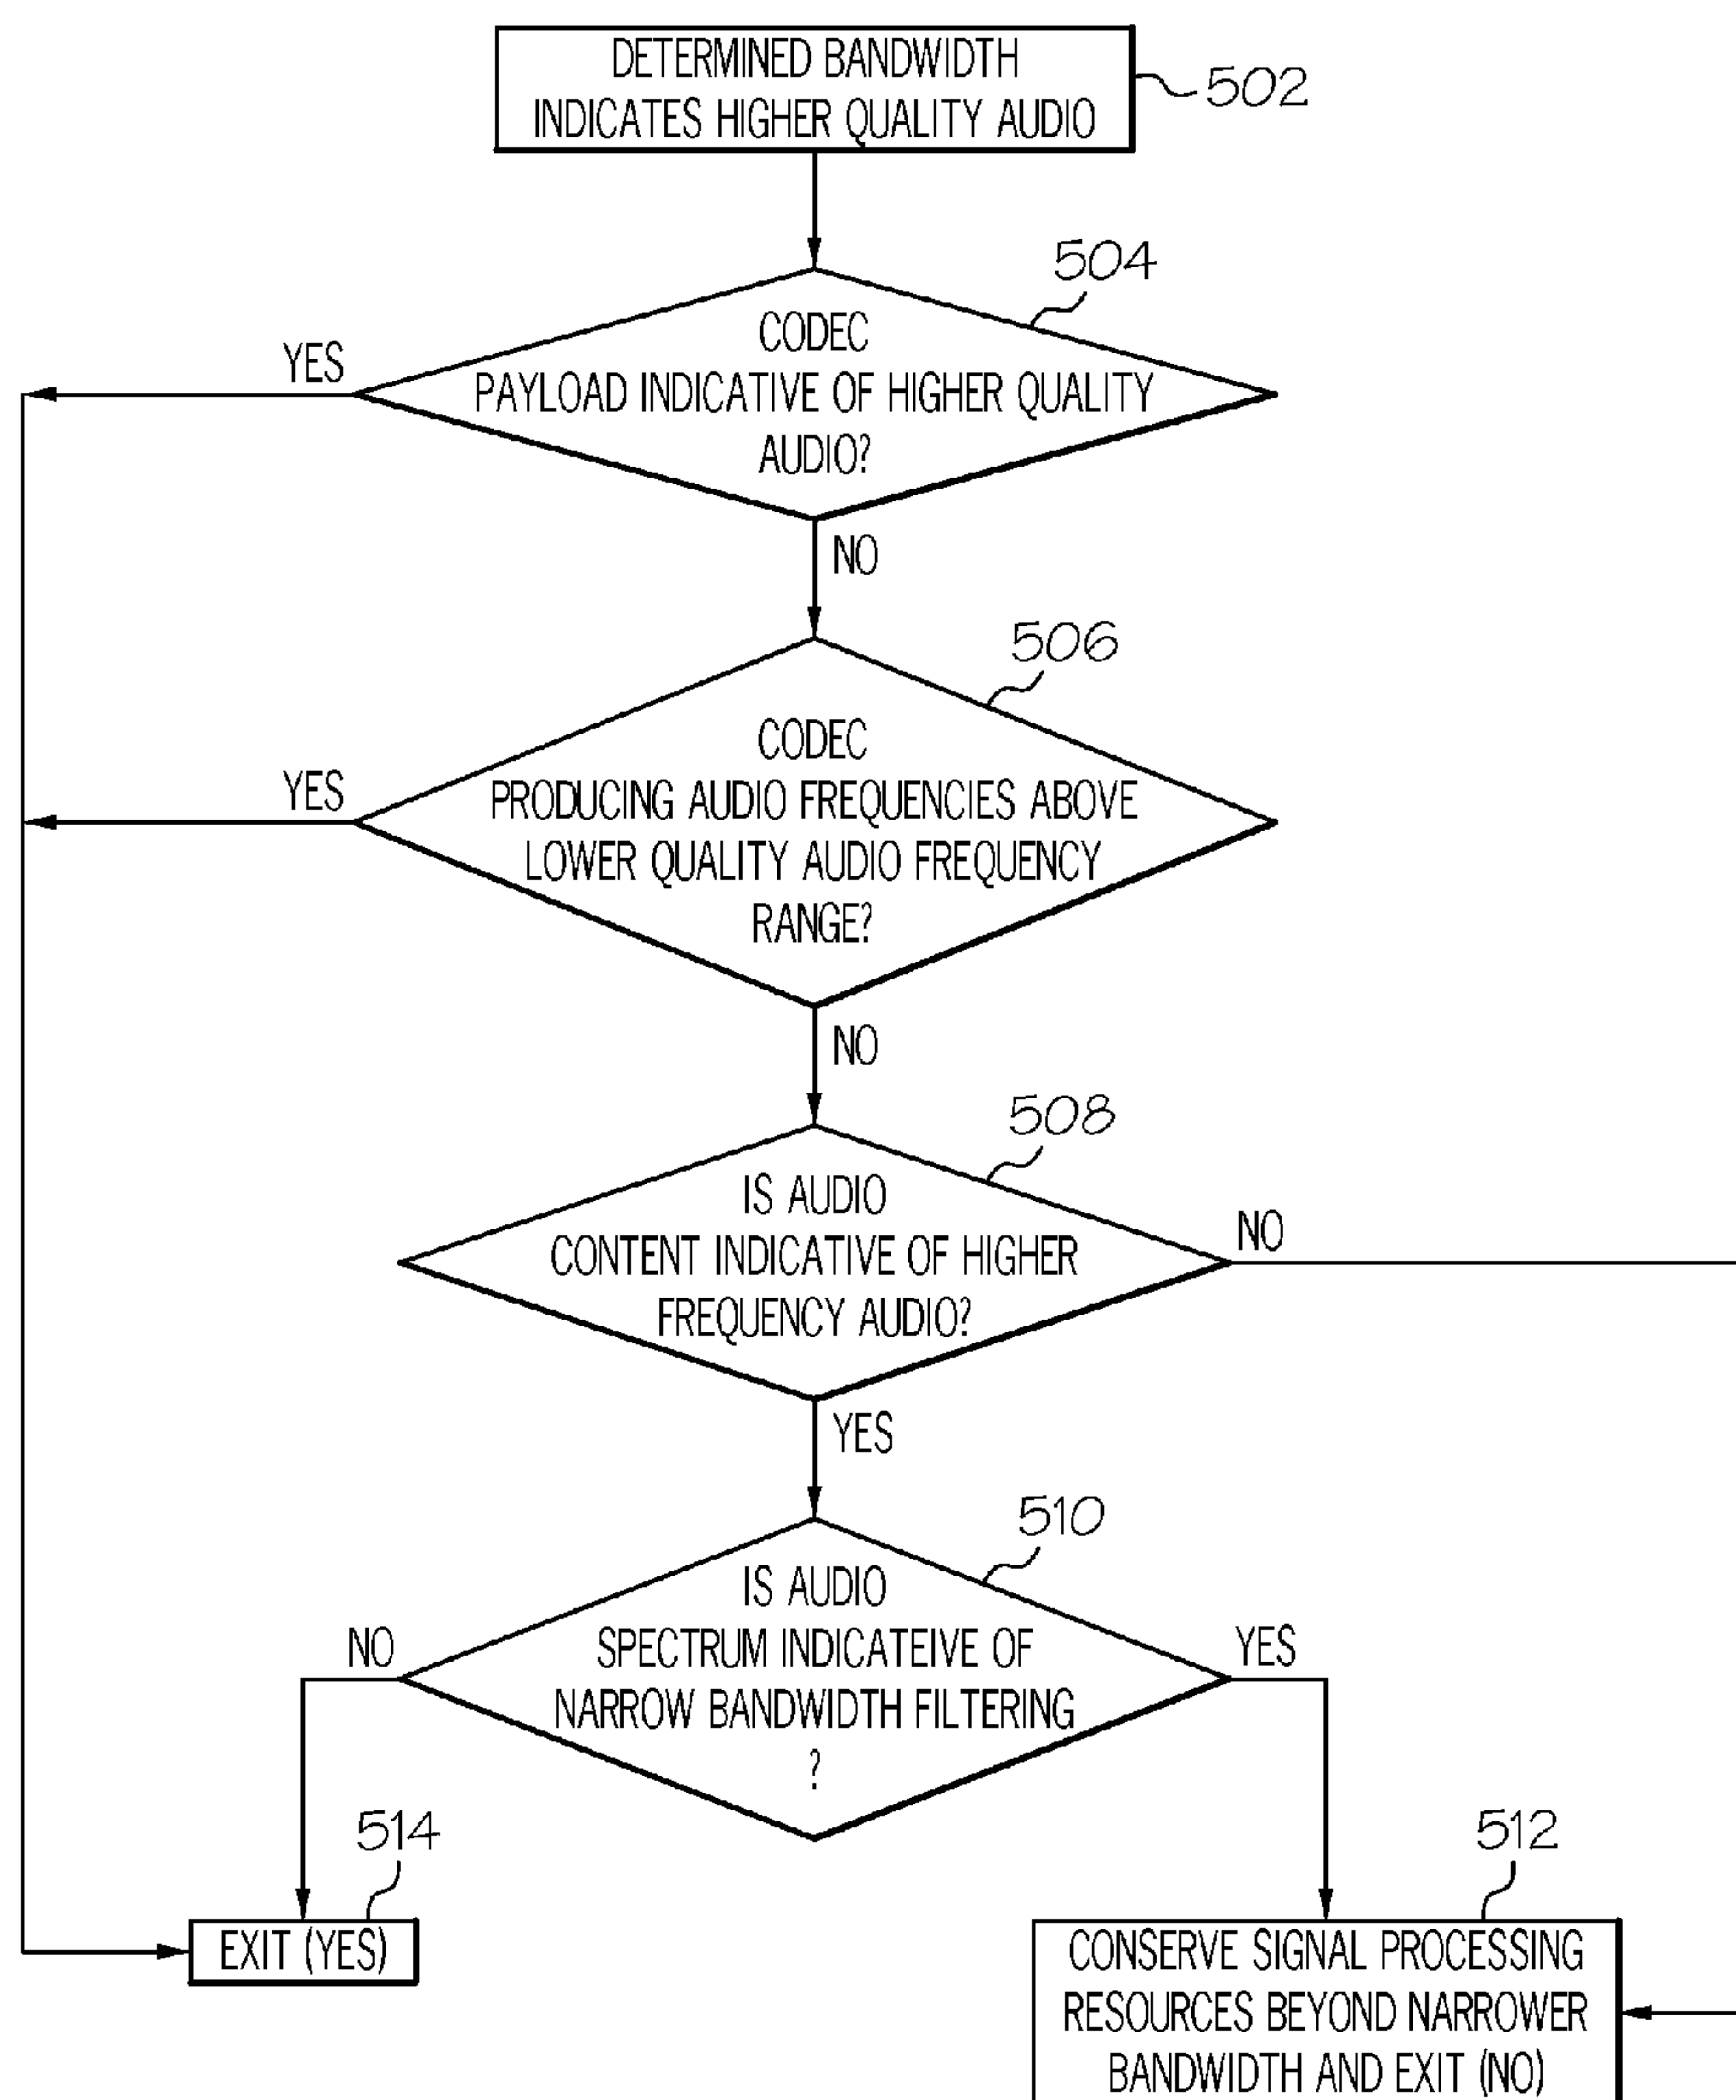 DETERMINED BANDWIDTH
INDICATES HIGHER QUALITY AUDIO
502
504
CODEC
PAYLOAD INDICATIVE OF HIGHER QUALITY
AUDIO?
YES
NO
506
CODEC
PRODUCING AUDIO FREQUENCIES ABOVE
LOWER QUALITY AUDIO FREQUENCY
RANGE?
YES
NO
508
IS AUDIO
CONTENT INDICATIVE OF HIGHER
FREQUENCY AUDIO?
NO
YES
510
IS AUDIO
SPECTRUM INDICATEIVE OF
NARROW BANDWIDTH FILTERING
?
NO
YES
514
EXIT (YES)
512
CONSERVE SIGNAL PROCESSING
RESOURCES BEYOND NARROWER
BANDWIDTH AND EXIT (NO)